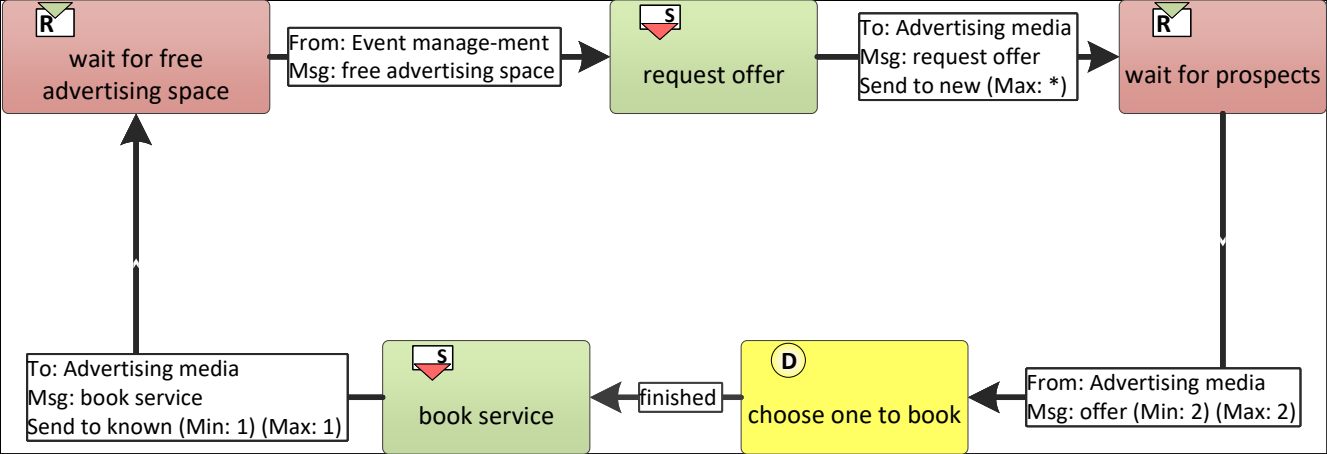 R
wait for free
advertising space
From: Event manage-ment
Msg: free advertising space
S
request offer
To: Advertising media
Msg: request offer
Send to new (Max: *)
R
wait for prospects
From: Advertising media
Msg: offer (Min: 2) (Max: 2)
D
choose one to book
finished
S
book service
To: Advertising media
Msg: book service
Send to known (Min: 1) (Max: 1)